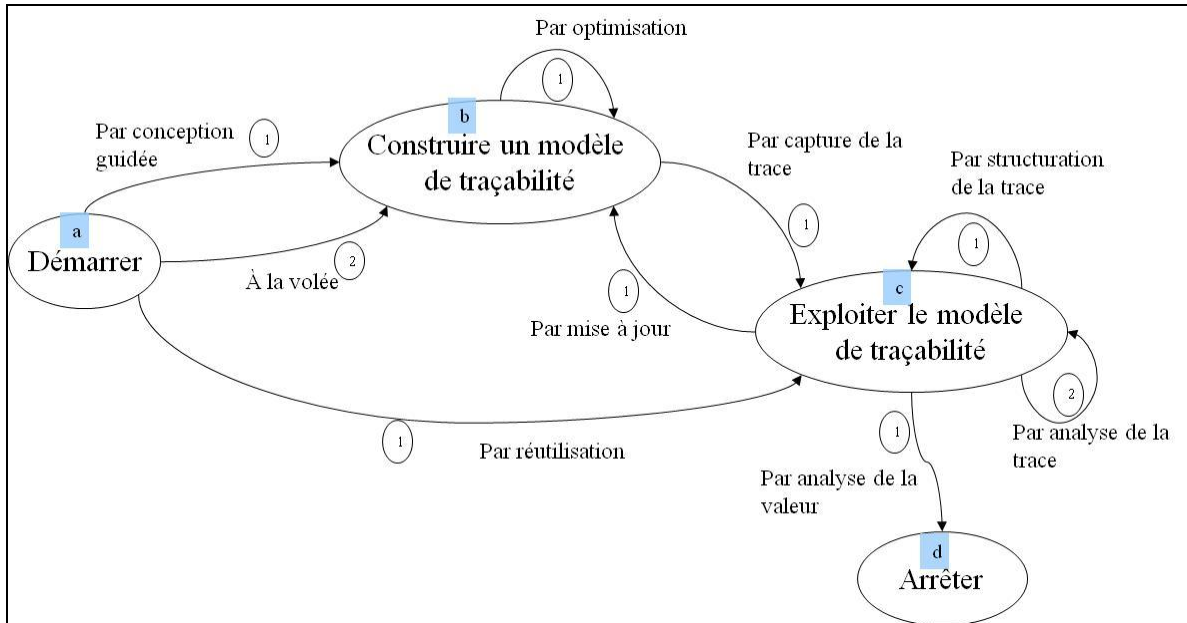 Par optimisation
1
b
Construire un modèle
de traçabilité
Par conception
guidée
1
Par capture de la
trace
1
Par structuration
de la trace
1
a
Démarrer
À la volée
2
1
Par mise à jour
c
Exploiter le modèle
de traçabilité
2
Par analyse de la
trace
1
Par réutilisation
1
Par analyse de la
valeur
d
Arrêter